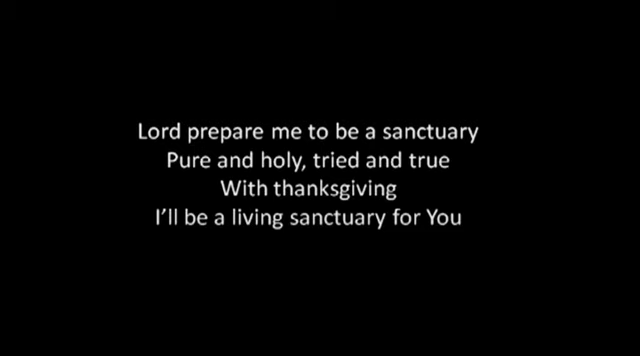 Lord prepare me to be a sanctuary
Pure and holy, tried and true
With thanksgiving
I'll be a living sanctuary for You